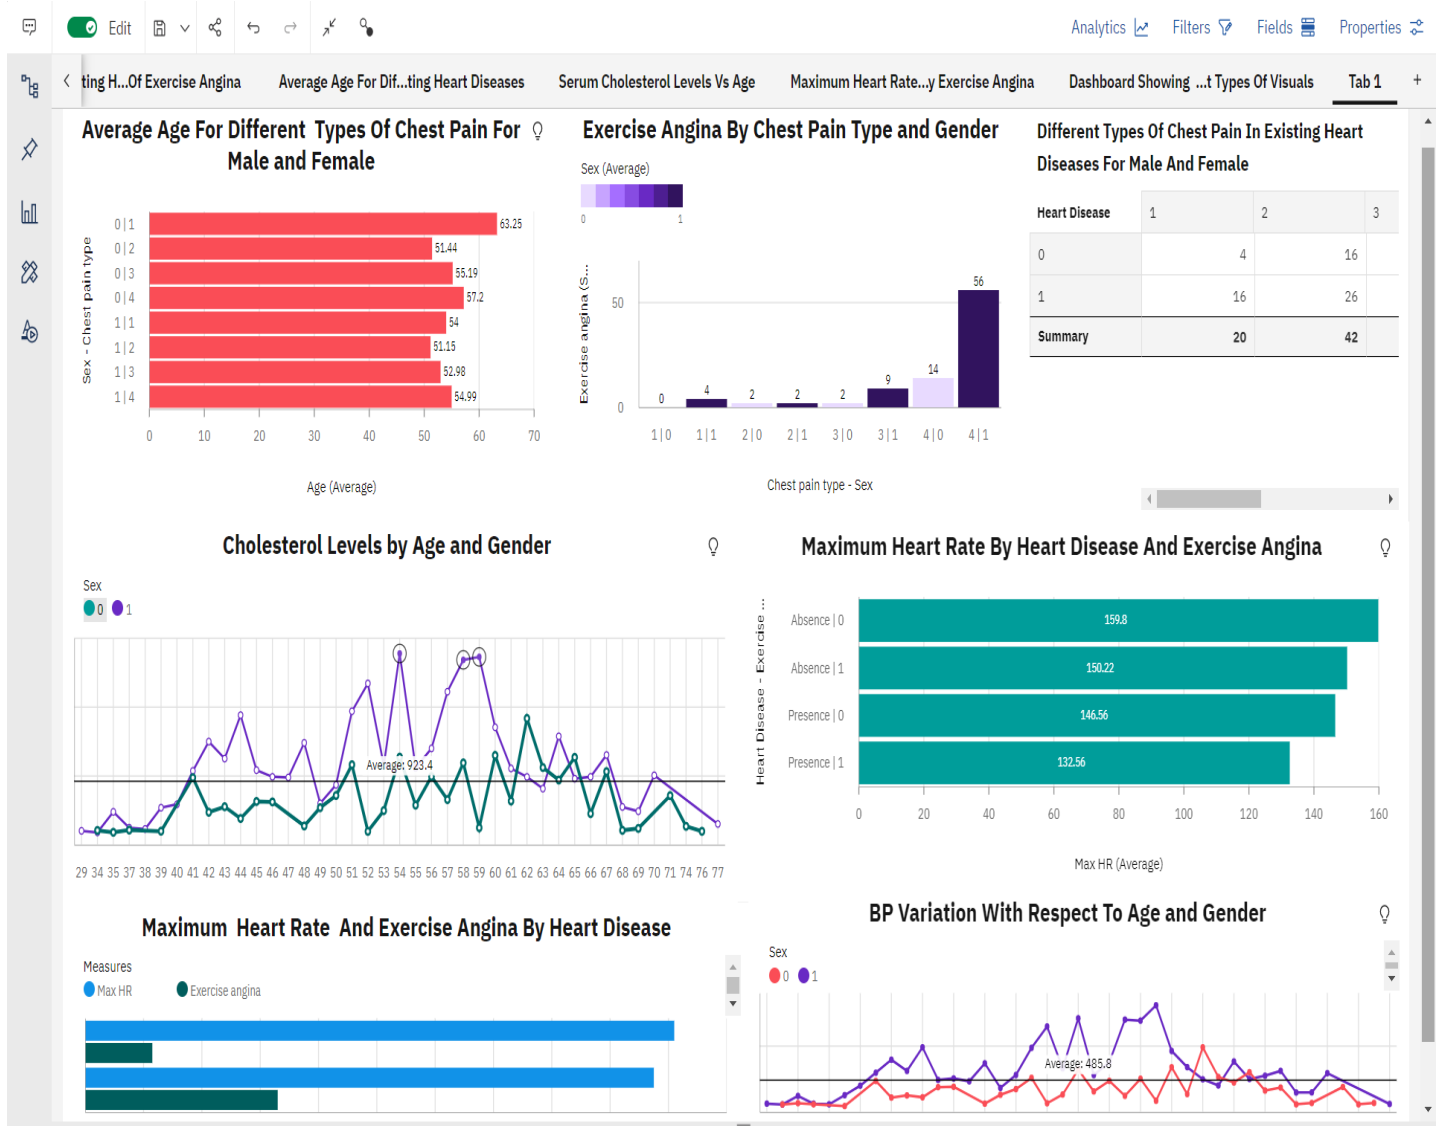 Edit
Analytics Filters Fields Properties
ting H...Of Exercise Angina Average Age For Dif...ting Heart Diseases Serum Cholesterol Levels Vs Age Maximum Heart Rate...y Exercise Angina Dashboard Showing ...t Types Of Visuals Tab 1 +
Average Age For Different Types Of Chest Pain For
Male and Female
Sex - Chest pain type
0 | 1 63.25
0 | 2 51.44
0 | 3 55.19
0 | 4 57.2
1 | 1 54
1 | 2 51.15
1 | 3 52.98
1 | 4 54.99
0 10 20 30 40 50 60 70
Age (Average)
Exercise Angina By Chest Pain Type and Gender
Sex (Average)
0 1
Exercise angina (S...
50
0
0 4 2 2 2 9 14 56
1 | 0 1 | 1 2 | 0 2 | 1 3 | 0 3 | 1 4 | 0 4 | 1
Chest pain type - Sex
Different Types Of Chest Pain In Existing Heart
Diseases For Male And Female
Heart Disease 1 2 3
0 4 16
1 16 26
Summary 20 42
Cholesterol Levels by Age and Gender
Sex
0 1
Average: 923.4
29 34 35 37 38 39 40 41 42 43 44 45 46 47 48 49 50 51 52 53 54 55 56 57 58 59 60 61 62 63 64 65 66 67 68 69 70 71 74 76 77
Maximum Heart Rate By Heart Disease And Exercise Angina
Heart Disease - Exercise ...
Absence | 0 159.8
Absence | 1 150.22
Presence | 0 146.56
Presence | 1 132.56
0 20 40 60 80 100 120 140 160
Max HR (Average)
Maximum Heart Rate And Exercise Angina By Heart Disease
Measures
Max HR Exercise angina
BP Variation With Respect To Age and Gender
Sex
0 1
Average: 485.8